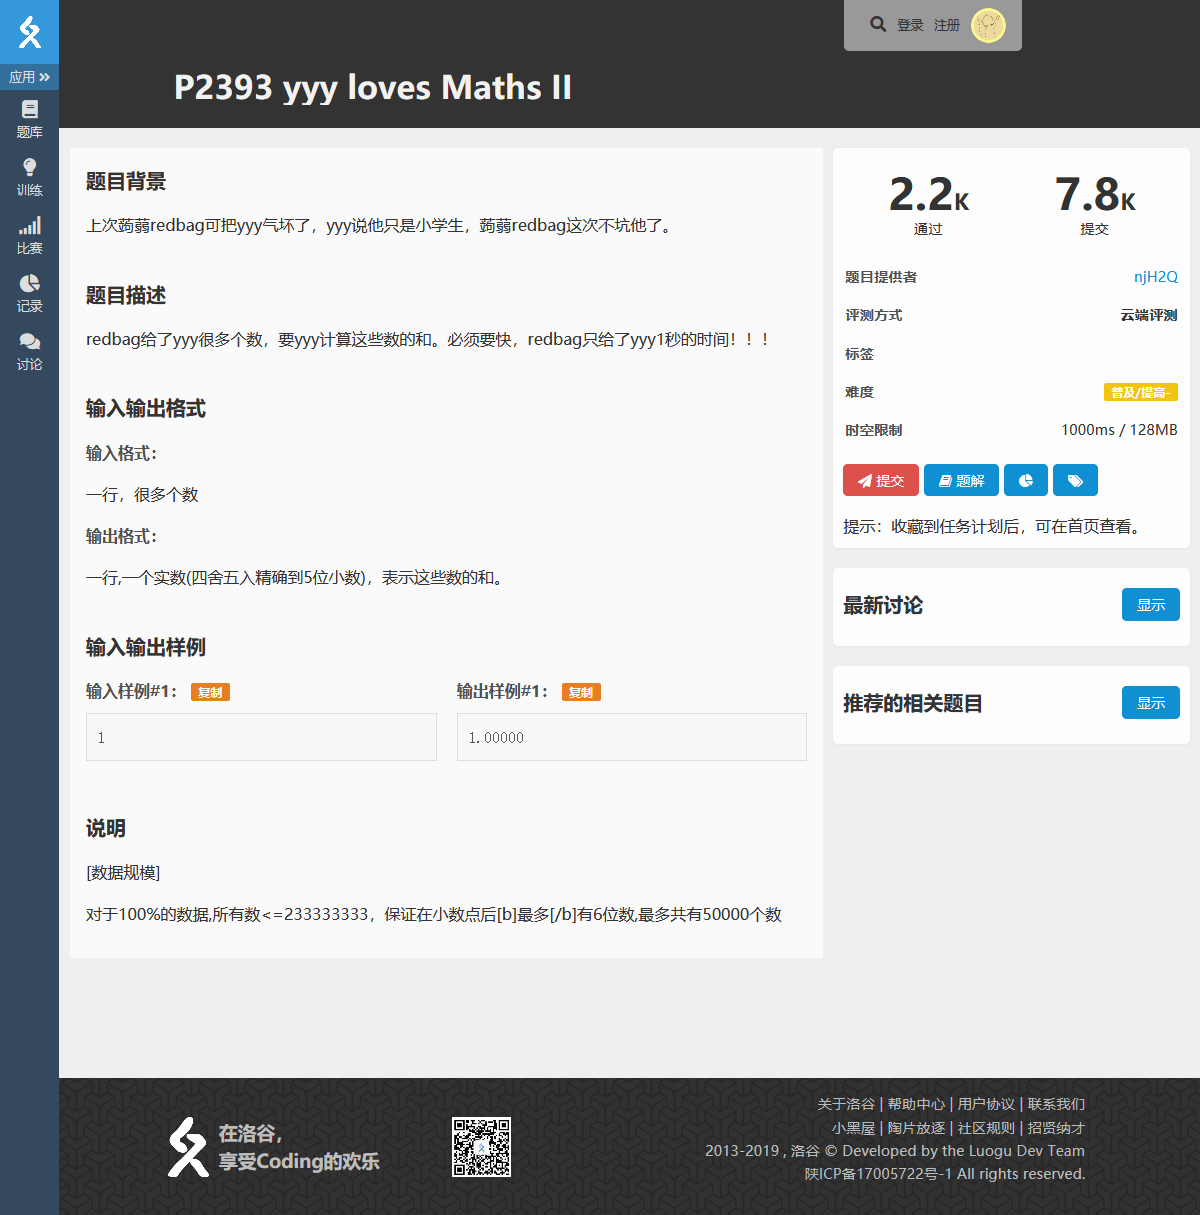 登录 注册
P2393 yyy loves Maths II
应用
题库
训练
比赛
记录
讨论
题目背景
上次蒟蒻redbag可把yyy气坏了，yyy说他只是小学生，蒟蒻redbag这次不坑他了。
题目描述
redbag给了yyy很多个数，要yyy计算这些数的和。必须要快，redbag只给了yyy1秒的时间！！！
输入输出格式
输入格式：
一行，很多个数
输出格式：
一行,一个实数(四舍五入精确到5位小数)，表示这些数的和。
输入输出样例
输入样例#1： 复制
1
输出样例#1： 复制
1.00000
说明
[数据规模]
对于100%的数据,所有数<=233333333，保证在小数点后[b]最多[/b]有6位数,最多共有50000个数
2.2K 7.8K
通过 提交
题目提供者 njH2Q
评测方式 云端评测
标签
难度 普及/提高-
时空限制 1000ms / 128MB
提交 题解
提示：收藏到任务计划后，可在首页查看。
最新讨论 显示
推荐的相关题目 显示
在洛谷，
享受Coding的欢乐
关于洛谷 | 帮助中心 | 用户协议 | 联系我们
小黑屋 | 陶片放逐 | 社区规则 | 招贤纳才
2013-2019 , 洛谷 © Developed by the Luogu Dev Team
陕ICP备17005722号-1 All rights reserved.